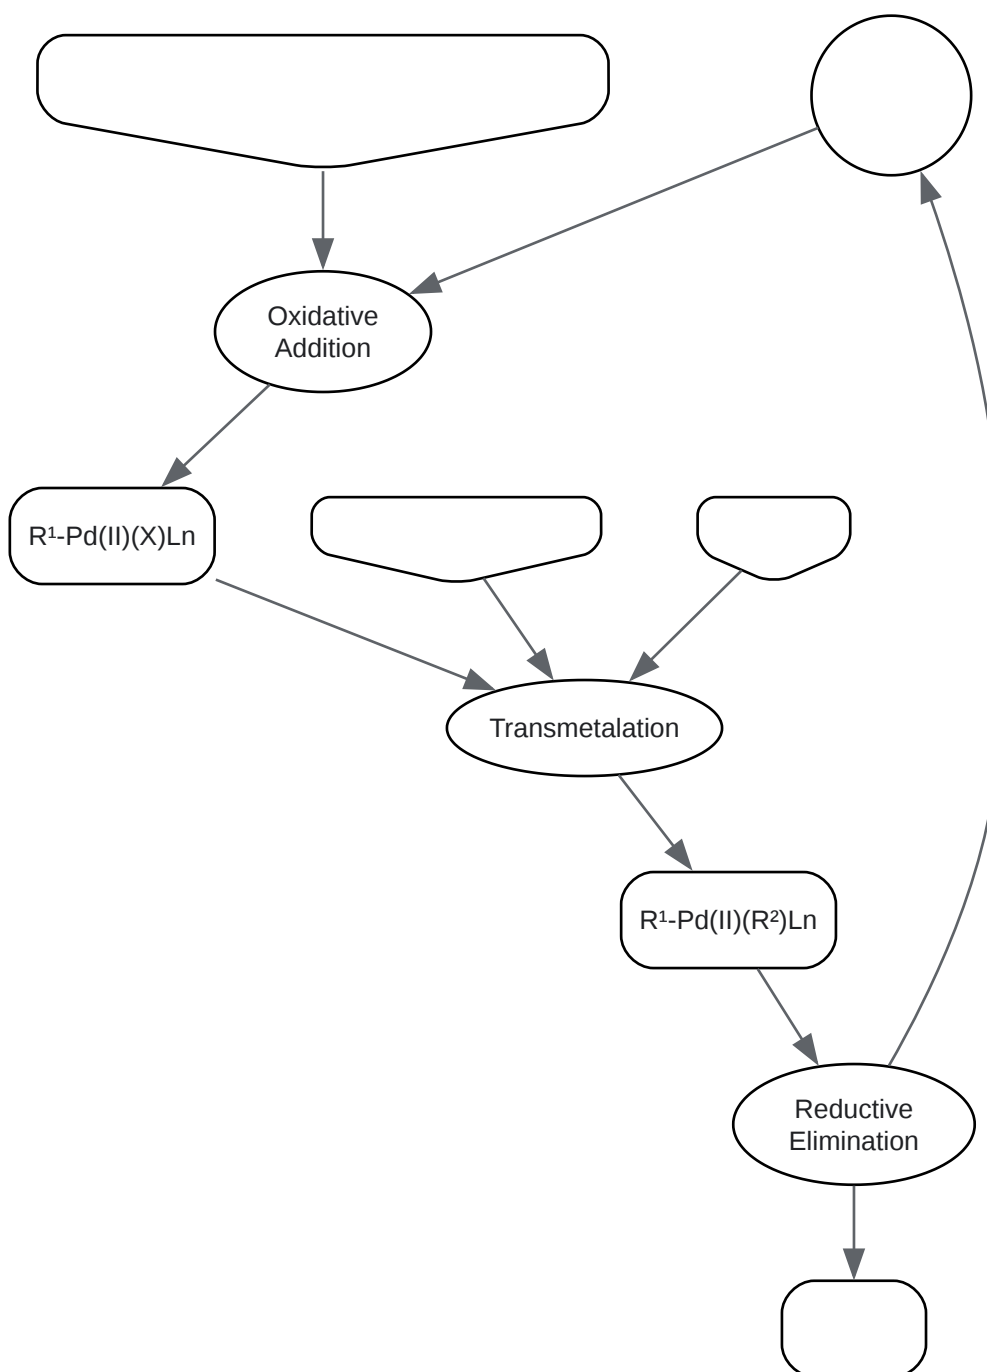 Oxidative
Addition
R¹-Pd(II)(X)Ln
Transmetalation
R¹-Pd(II)(R²)Ln
Reductive
Elimination